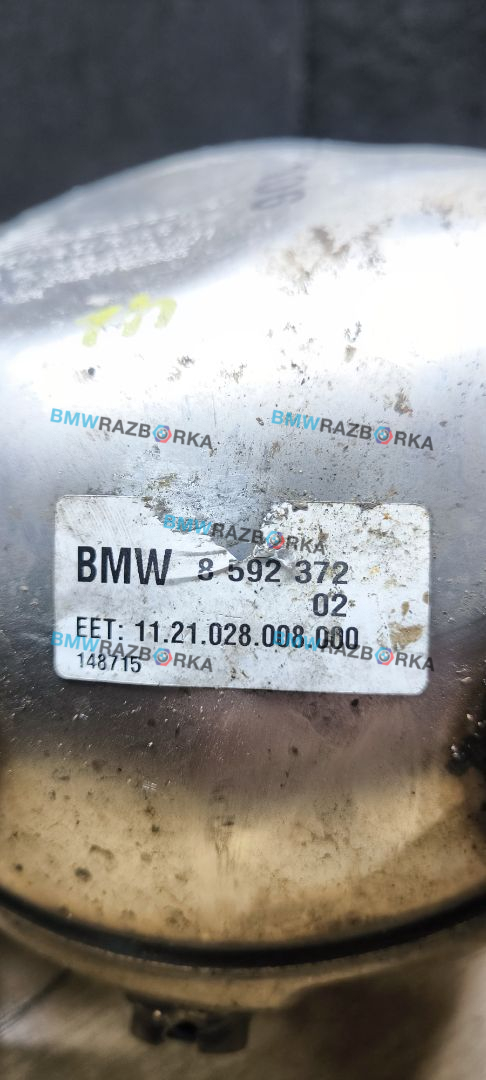 BMWRAZBORKA BMWRAZBORKA
BMWRAZBORKA
BMW 8 592 372
02
EET: 11.21.028.008.000
BMWRAZBORKA BMWRAZBORKA
148715